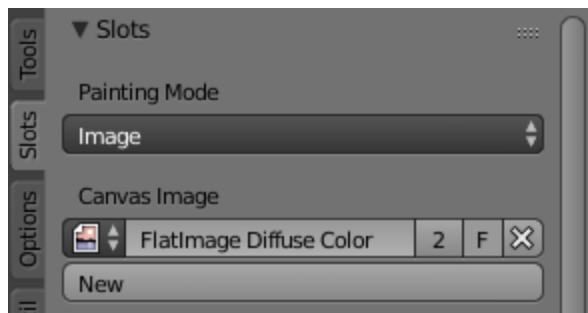 Tools
Slots
Options
Slots
Painting Mode
Image
Canvas Image
FlatImage Diffuse Color 2 F
New